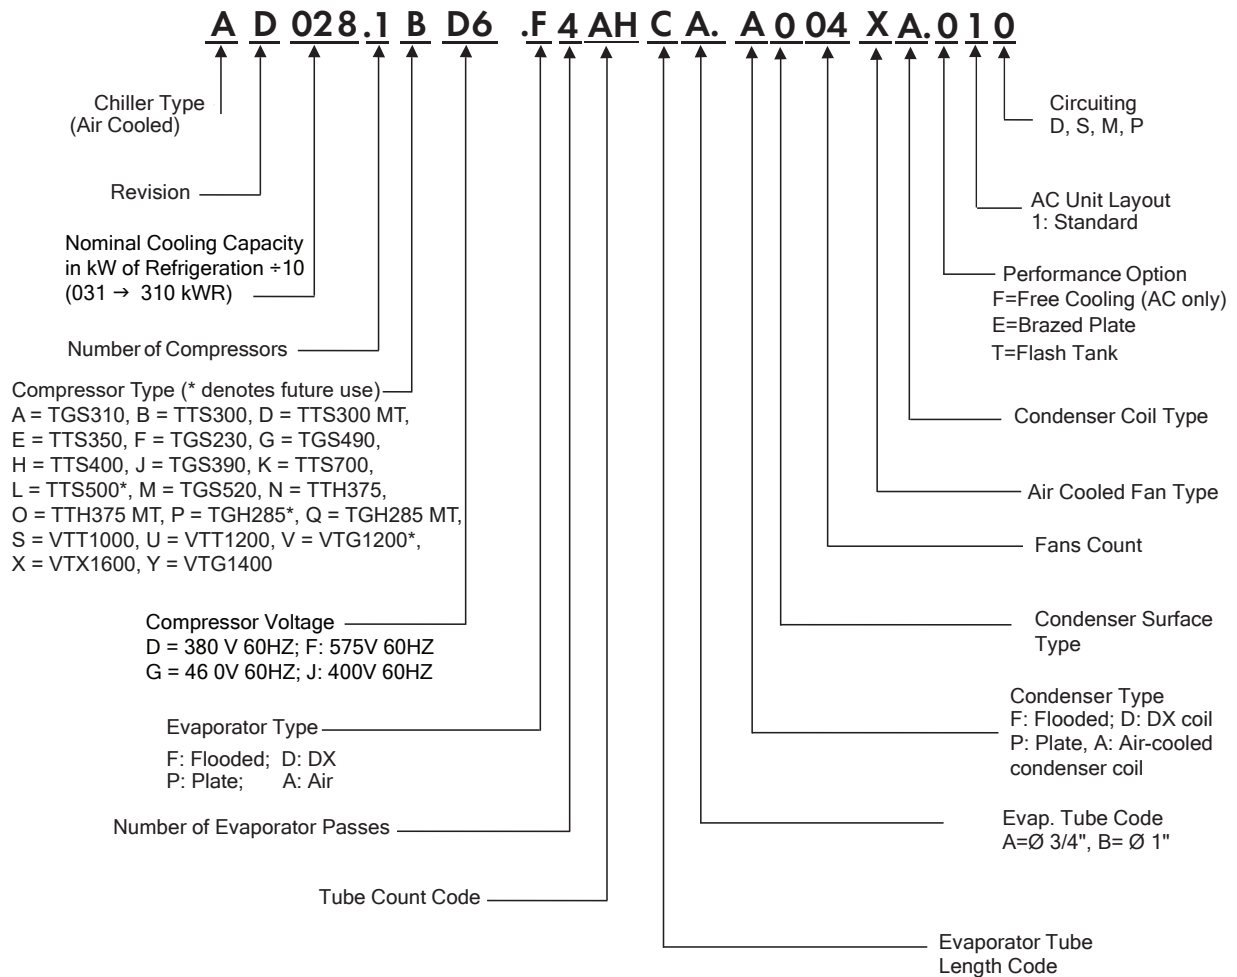 A D 028.1 B D6 .F 4 AH C A. A 0 04 X A.0 1 0
Chiller Type
(Air Cooled)
Revision
Nominal Cooling Capacity
in kW of Refrigeration ÷10
(031 → 310 kWR)
Number of Compressors
Compressor Type (* denotes future use)
A = TGS310, B = TTS300, D = TTS300 MT,
E = TTS350, F = TGS230, G = TGS490,
H = TTS400, J = TGS390, K = TTS700,
L = TTS500*, M = TGS520, N = TTH375,
O = TTH375 MT, P = TGH285*, Q = TGH285 MT,
S = VTT1000, U = VTT1200, V = VTG1200*,
X = VTX1600, Y = VTG1400
Compressor Voltage
D = 380 V 60HZ; F: 575V 60HZ
G = 46 0V 60HZ; J: 400V 60HZ
Evaporator Type
F: Flooded; D: DX
P: Plate; A: Air
Number of Evaporator Passes
Tube Count Code
Circuiting
D, S, M, P
AC Unit Layout
1: Standard
Performance Option
F=Free Cooling (AC only)
E=Brazed Plate
T=Flash Tank
Condenser Coil Type
Air Cooled Fan Type
Fans Count
Condenser Surface
Type
Condenser Type
F: Flooded; D: DX coil
P: Plate, A: Air-cooled
condenser coil
Evap. Tube Code
A=Ø 3/4", B= Ø 1"
Evaporator Tube
Length Code